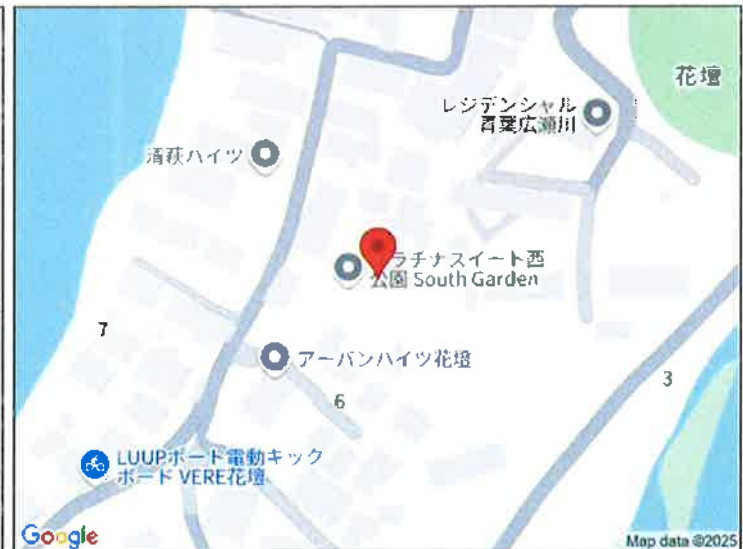 花壇
レジデンシャル
青葉広瀬川
清萩ハイツ
ラチナスイート西
公園 South Garden
7
アーバンハイツ花壇
3
6
LUUPポート電動キック
ボード VERE花壇
Google
Map data ©2025